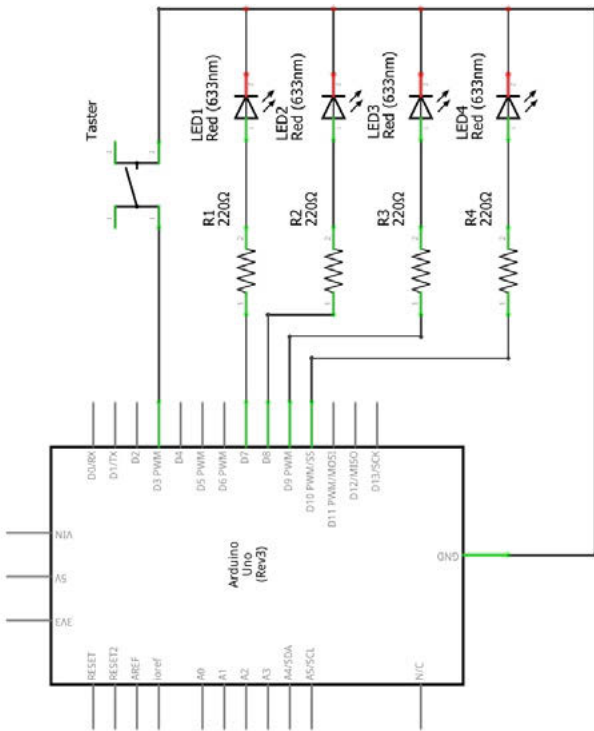 Taster
LED1
Red (633nm)
LED2
Red (633nm)
LED3
Red (633nm)
LED4
Red (633nm)
R1
220Ω
R2
220Ω
R3
220Ω
R4
220Ω
D0/RX
D1/TX
D2
D3 PWM
D4
D5 PWM
D6 PWM
D7
D8
D9 PWM
D10 PWM/SS
D11 PWM/MOSI
D12/MISO
D13/SCK
VIN
5V
3V3
Arduino
Uno
(Rev3)
GND
RESET
RESET2
AREF
ioref
A0
A1
A2
A3
A4/SDA
A5/SCL
N/C